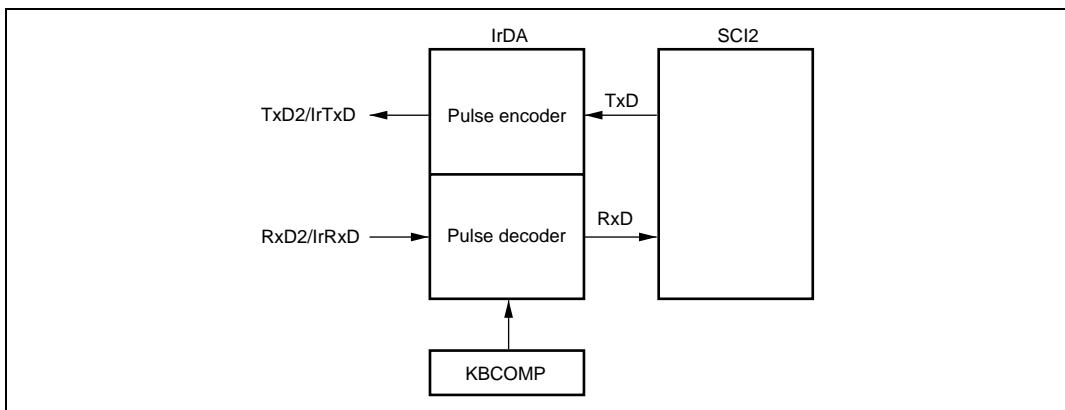 IrDA
SCI2
TxD2/IrTxD
Pulse encoder
TxD
RxD2/IrRxD
Pulse decoder
RxD
KBCOMP